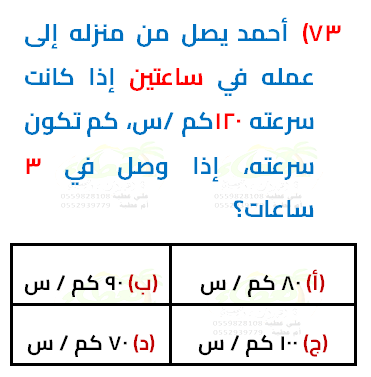 ٧٣) أحمد يصل من منزله إلى
عمله في ساعتين إذا كانت
سرعته ١٢٠كم /س، كم تكون
سرعته، إذا وصل في ٣
ساعات؟
(أ) ٨٠ كم / س
(ب) ٩٠ كم / س
(ج) ١٠٠ كم / س
(د) ٧٠ كم / س